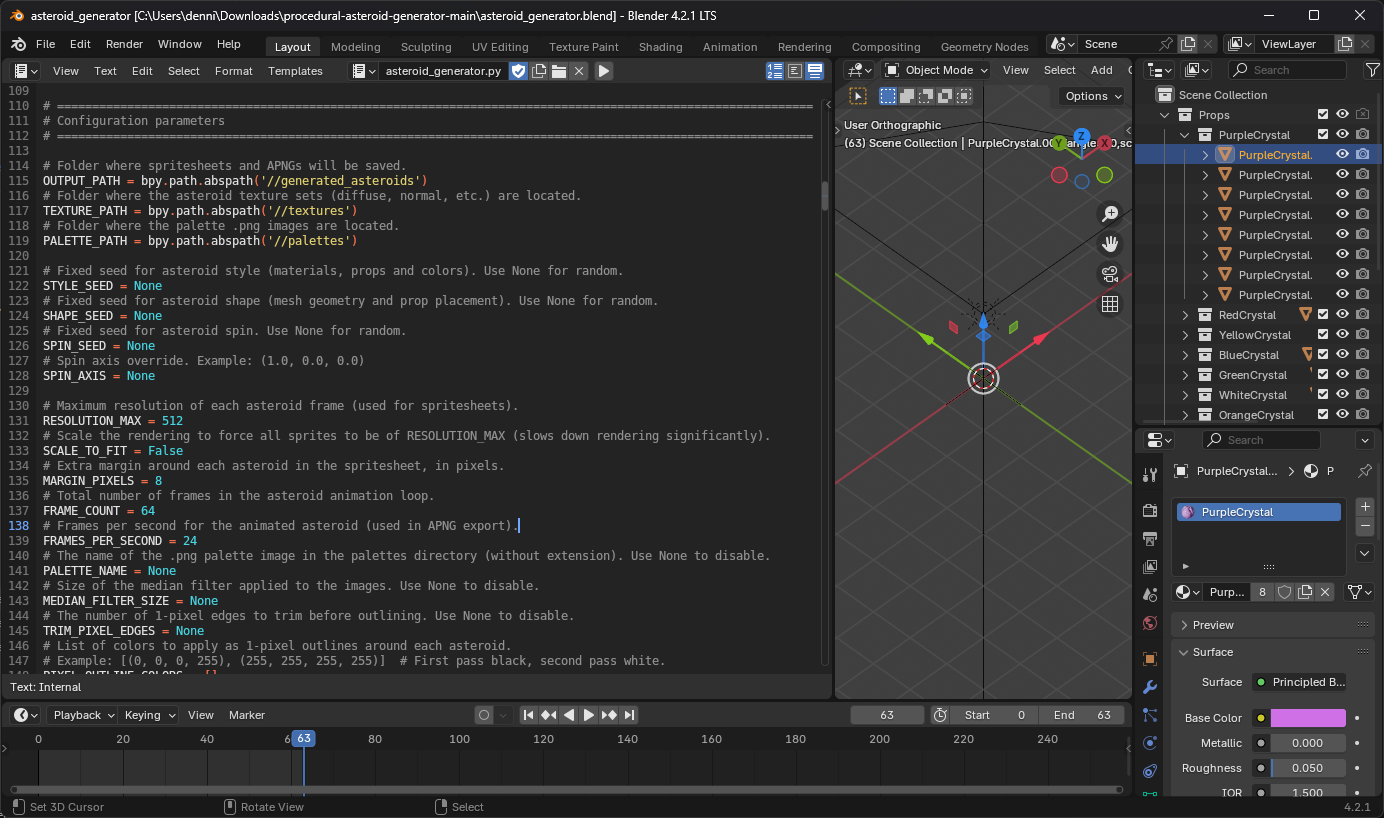 asteroid_generator [C:\Users\denni\Downloads\procedural-asteroid-generator-main\asteroid_generator.blend] - Blender 4.2.1 LTS
File Edit Render Window Help Layout Modeling Sculpting UV Editing Texture Paint Shading Animation Rendering Compositing Geometry Nodes Scene ViewLayer
View Text Edit Select Format Templates asteroid_generator.py
Object Mode View Select Add
Search
Options
109
110 # ============================================================================================================
111 # Configuration parameters
112 # ============================================================================================================
113
114 # Folder where spritesheets and APNGs will be saved.
115 OUTPUT_PATH = bpy.path.abspath('//generated_asteroids')
116 # Folder where the asteroid texture sets (diffuse, normal, etc.) are located.
117 TEXTURE_PATH = bpy.path.abspath('//textures')
118 # Folder where the palette .png images are located.
119 PALETTE_PATH = bpy.path.abspath('//palettes')
120
121 # Fixed seed for asteroid style (materials, props and colors). Use None for random.
122 STYLE_SEED = None
123 # Fixed seed for asteroid shape (mesh geometry and prop placement). Use None for random.
124 SHAPE_SEED = None
125 # Fixed seed for asteroid spin. Use None for random.
126 SPIN_SEED = None
127 # Spin axis override. Example: (1.0, 0.0, 0.0)
128 SPIN_AXIS = None
129
130 # Maximum resolution of each asteroid frame (used for spritesheets).
131 RESOLUTION_MAX = 512
132 # Scale the rendering to force all sprites to be of RESOLUTION_MAX (slows down rendering significantly).
133 SCALE_TO_FIT = False
134 # Extra margin around each asteroid in the spritesheet, in pixels.
135 MARGIN_PIXELS = 8
136 # Total number of frames in the asteroid animation loop.
137 FRAME_COUNT = 64
138 # Frames per second for the animated asteroid (used in APNG export).
139 FRAMES_PER_SECOND = 24
140 # The name of the .png palette image in the palettes directory (without extension). Use None to disable.
141 PALETTE_NAME = None
142 # Size of the median filter applied to the images. Use None to disable.
143 MEDIAN_FILTER_SIZE = None
144 # The number of 1-pixel edges to trim before outlining. Use None to disable.
145 TRIM_PIXEL_EDGES = None
146 # List of colors to apply as 1-pixel outlines around each asteroid.
147 # Example: [(0, 0, 0, 255), (255, 255, 255, 255)]  # First pass black, second pass white.
Text: Internal
User Orthographic
(63) Scene Collection | PurpleCrystal.00
Z
Y
X
Scene Collection
Props
PurpleCrystal
PurpleCrystal.
PurpleCrystal.
PurpleCrystal.
PurpleCrystal.
PurpleCrystal.
PurpleCrystal.
PurpleCrystal.
PurpleCrystal.
RedCrystal
YellowCrystal
BlueCrystal
GreenCrystal
WhiteCrystal
OrangeCrystal
Search
PurpleCrystal... P
PurpleCrystal
Purp... 8
Preview
Surface
Surface Principled B...
Base Color
Metallic 0.000
Roughness 0.050
IOR 1.500
Playback Keying View Marker 63 Start 0 End 63
0 20 40 6 63 80 100 120 140 160 180 200 220 240
Set 3D Cursor Rotate View Select 4.2.1